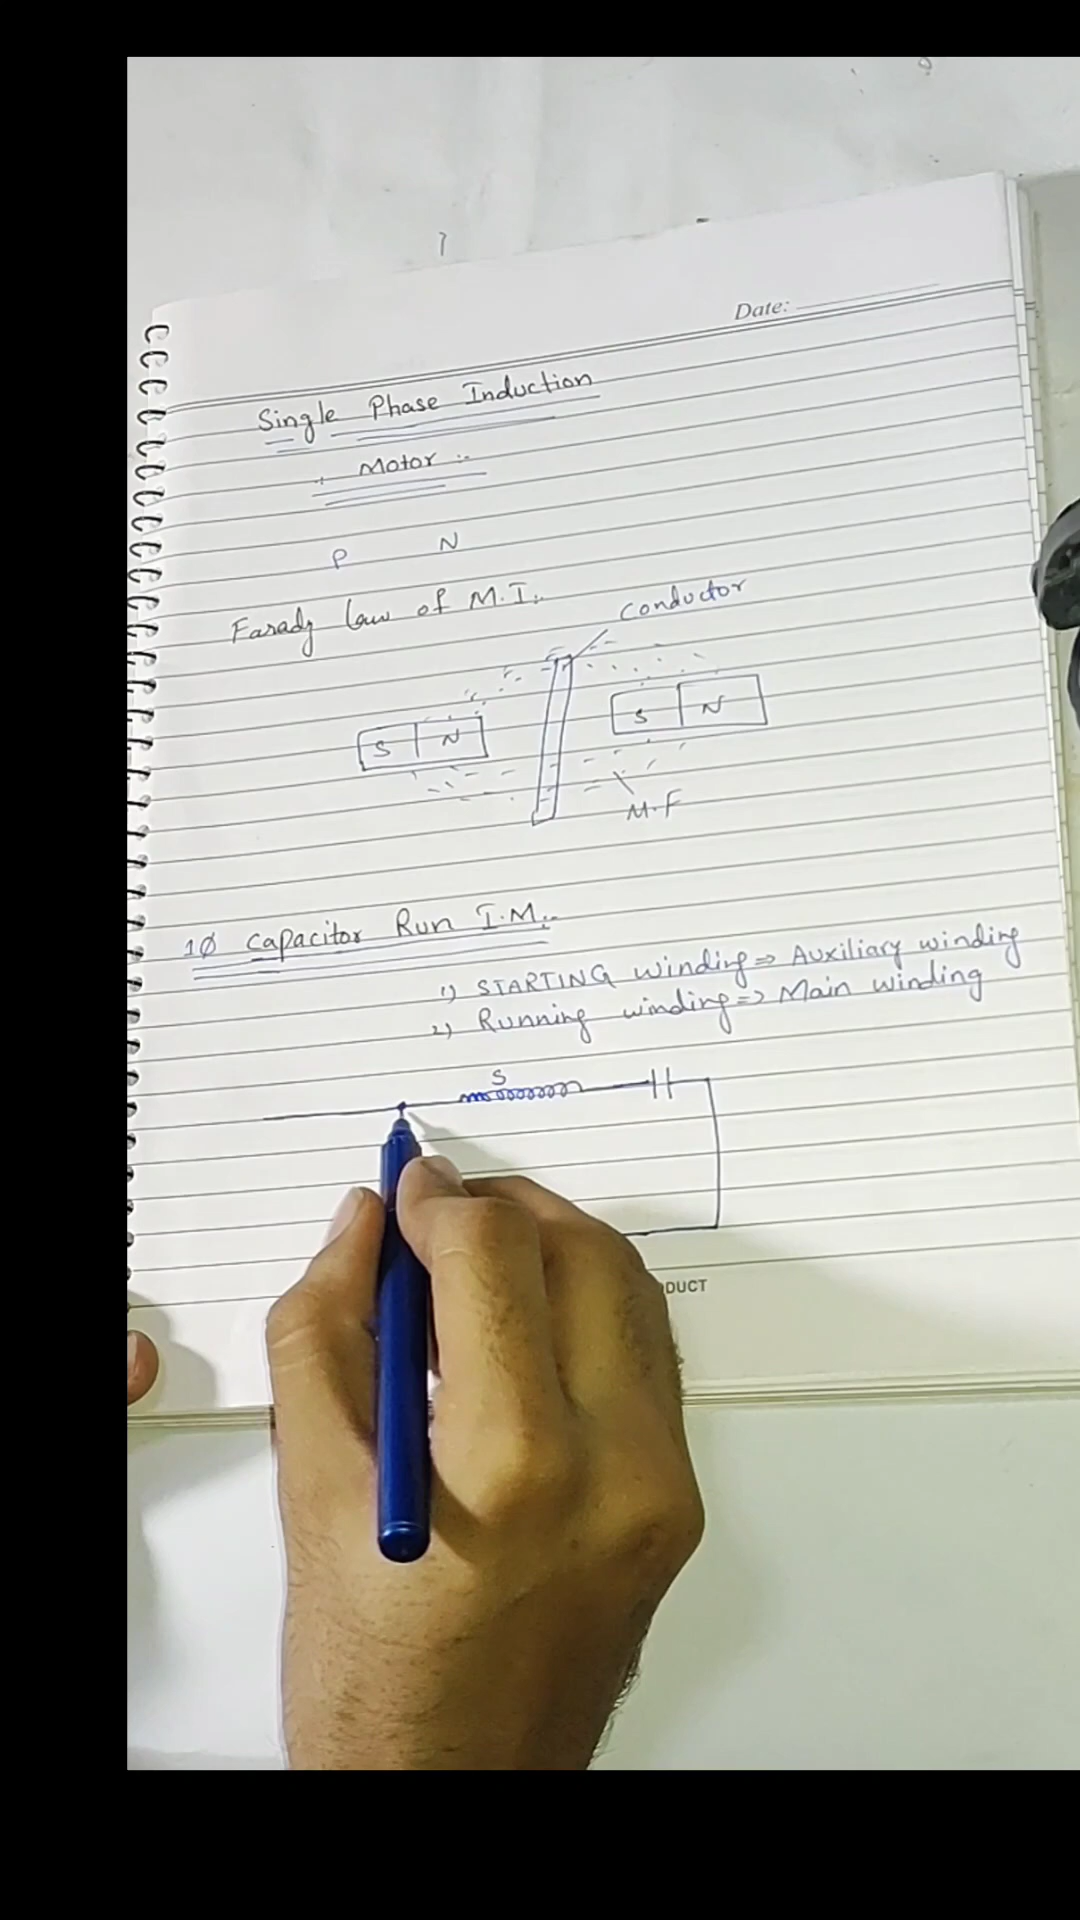 Date:
Single Phase Induction
Motor :-
P N
Farady law of M.I:.
Conductor
S N
S N
M.F
1Ø Capacitor Run I.M:.
1) STARTING winding => Auxiliary winding
2) Running winding => Main winding
S
DUCT